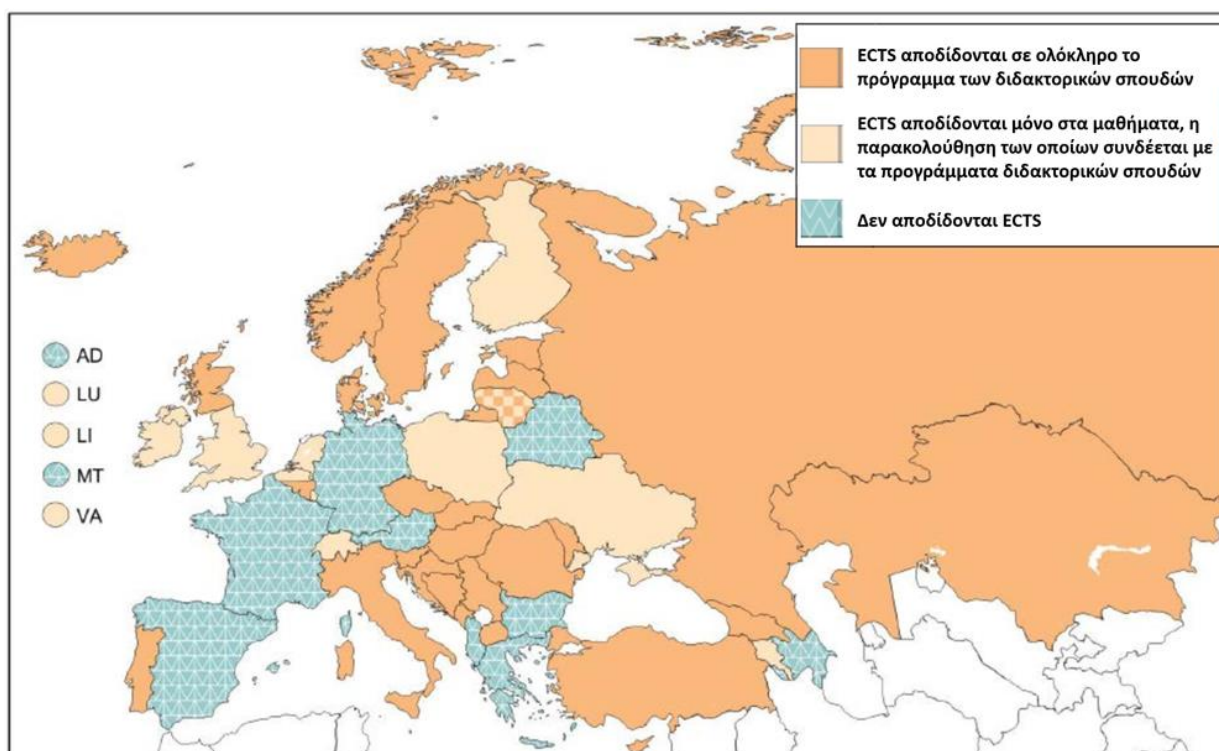 ECTS αποδίδονται σε ολόκληρο το
πρόγραμμα των διδακτορικών σπουδών
ECTS αποδίδονται μόνο στα μαθήματα, η
παρακολούθηση των οποίων συνδέεται με
τα προγράμματα διδακτορικών σπουδών
Δεν αποδίδονται ECTS
AD
LU
LI
MT
VA